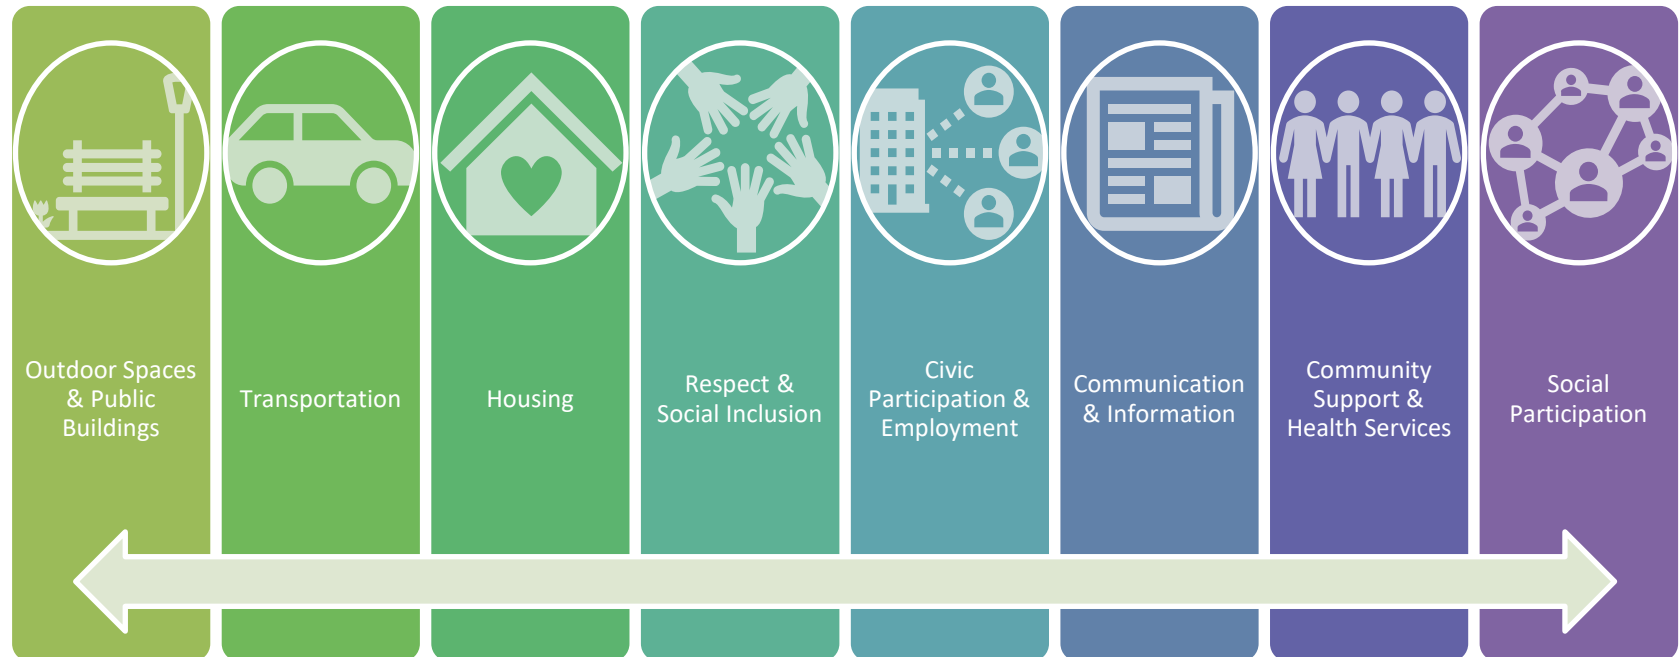 Outdoor Spaces
& Public
Buildings
Transportation
Housing
Respect &
Social Inclusion
Civic
Participation &
Employment
Communication
& Information
Community
Support &
Health Services
Social
Participation